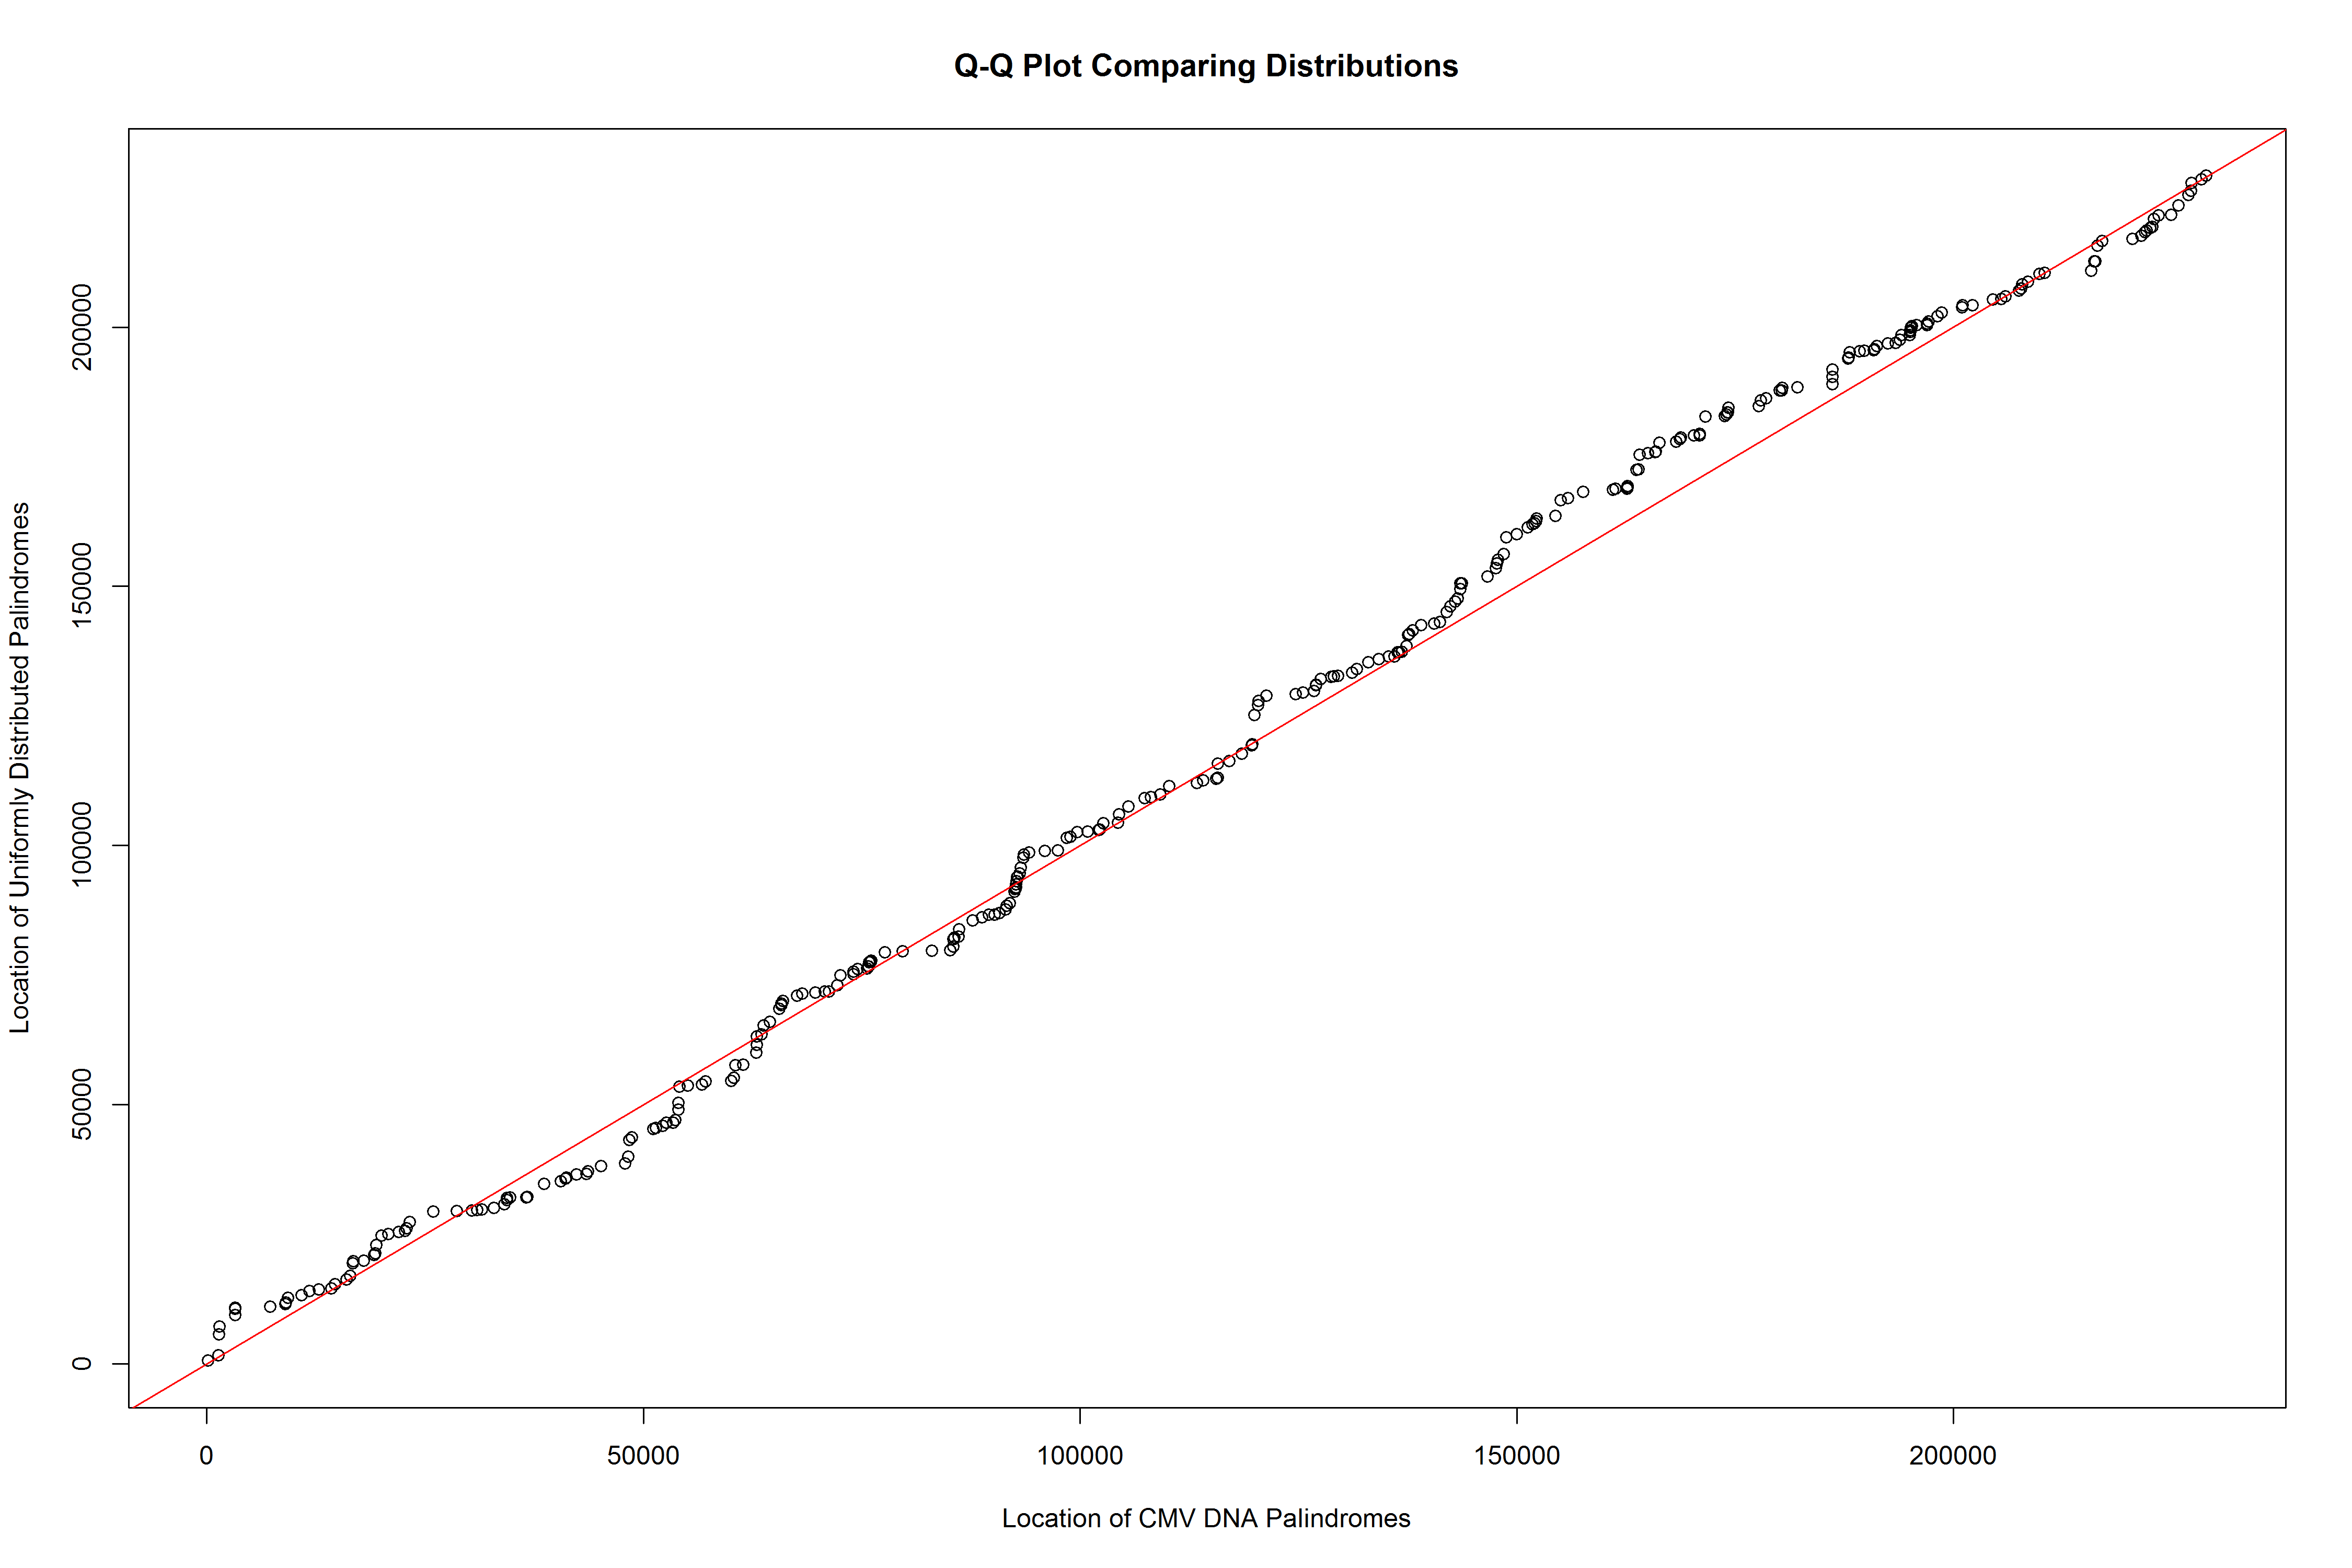 Q-Q Plot Comparing Distributions
Location of Uniformly Distributed Palindromes
200000
150000
100000
50000
0
0 50000 100000 150000 200000
Location of CMV DNA Palindromes